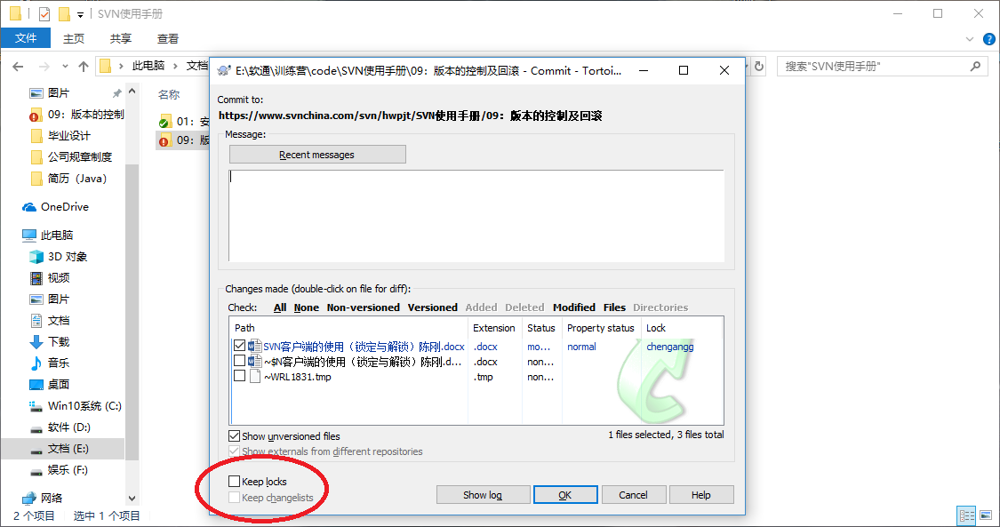 SVN使用手册
文件 主页 共享 查看
此电脑 文档 搜索"SVN使用手册"
E:\软通\训练营\code\SVN使用手册\09：版本的控制及回滚 - Commit - Tortoi...
图片
09：版本的控制
毕业设计
公司规章制度
简历（Java）
OneDrive
此电脑
3D 对象
视频
图片
文档
下载
音乐
桌面
Win10系统 (C:)
软件 (D:)
文档 (E:)
娱乐 (F:)
网络
名称
01：安
09：版
Commit to:
https://www.svnchina.com/svn/hwpjt/SVN使用手册/09：版本的控制及回滚
Message:
Recent messages
Changes made (double-click on file for diff):
Check: All None Non-versioned Versioned Added Deleted Modified Files Directories
Path Extension Status Property status Lock
SVN客户端的使用（锁定与解锁）陈刚.docx .docx mo... normal chengangg
~$N客户端的使用（锁定与解锁）陈刚.d... .docx non...
~WRL1831.tmp .tmp non...
Show unversioned files 1 files selected, 3 files total
Show externals from different repositories
Keep locks
Keep changelists
Show log OK Cancel Help
2 个项目 选中 1 个项目